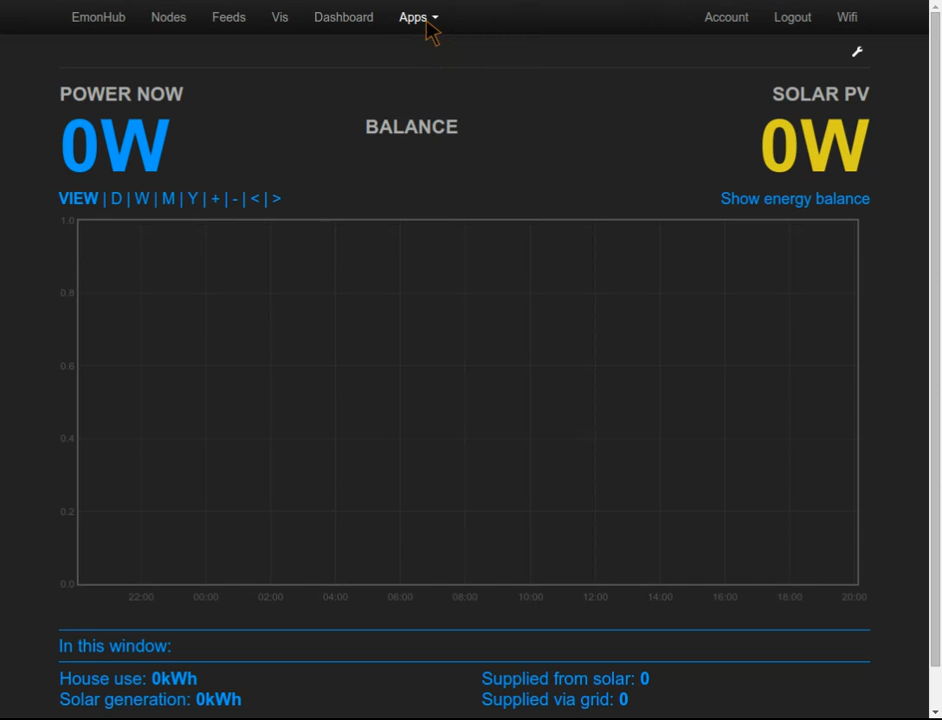 EmonHub Nodes Feeds Vis Dashboard Apps Account Logout Wifi
POWER NOW
0W
BALANCE
SOLAR PV
0W
VIEW | D | W | M | Y | + | - | < | >
Show energy balance
1.0
0.8
0.6
0.4
0.2
0.0
22:00 00:00 02:00 04:00 06:00 08:00 10:00 12:00 14:00 16:00 18:00 20:00
In this window:
House use: 0kWh
Solar generation: 0kWh
Supplied from solar: 0
Supplied via grid: 0